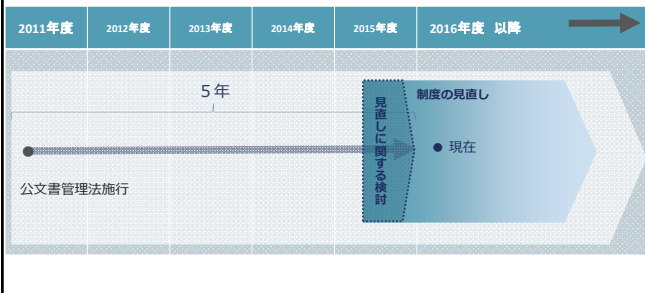 2011年度 2012年度 2013年度 2014年度 2015年度 2016年度 以降
5年
制度の見直し
見直しに関する検討
現在
公文書管理法施行